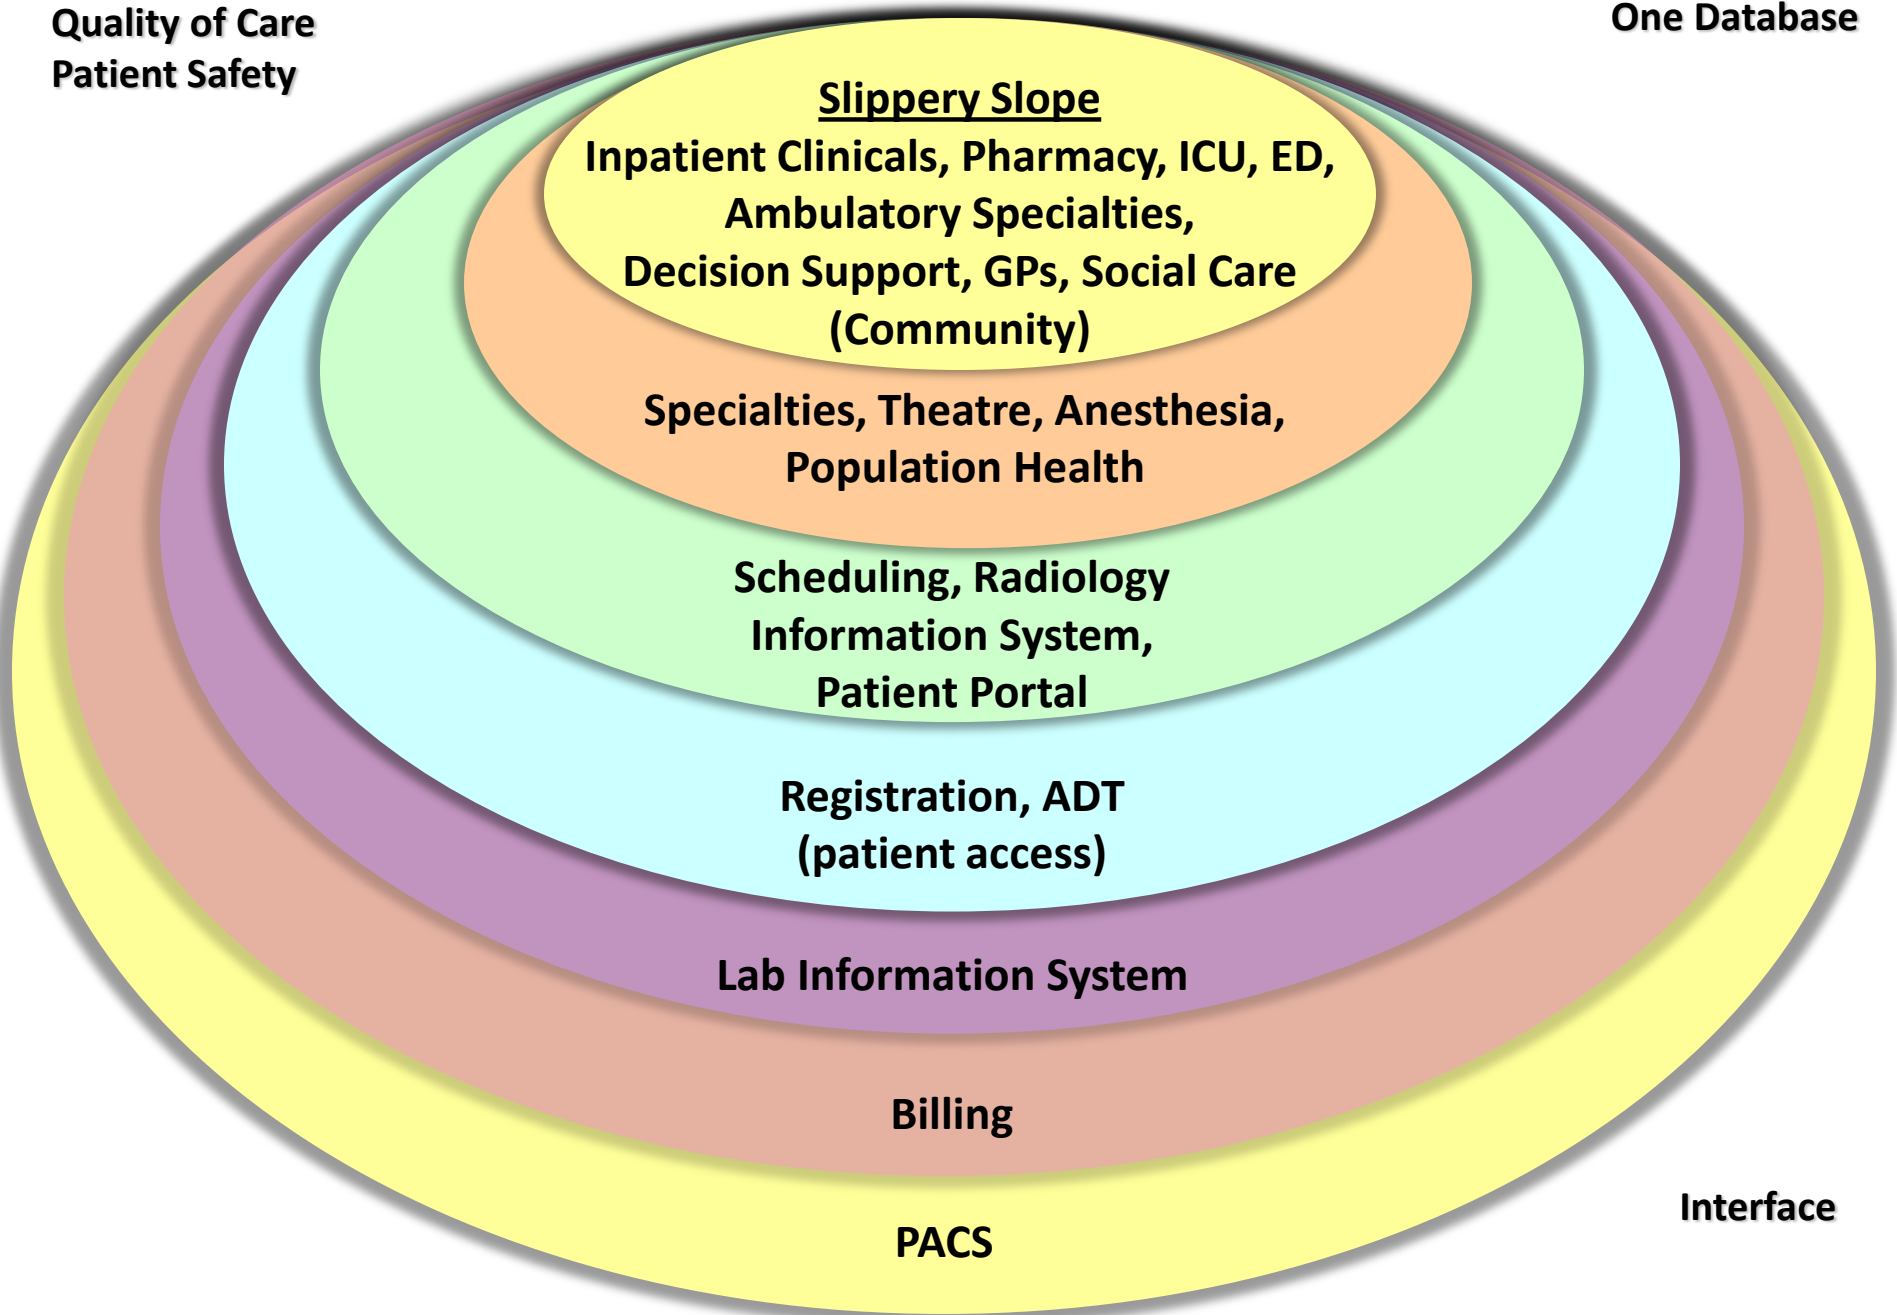 Quality of Care
Patient Safety
One Database
Slippery Slope
Inpatient Clinicals, Pharmacy, ICU, ED,
Ambulatory Specialties,
Decision Support, GPs, Social Care
(Community)
Specialties, Theatre, Anesthesia,
Population Health
Scheduling, Radiology
Information System,
Patient Portal
Registration, ADT
(patient access)
Lab Information System
Billing
Interface
PACS